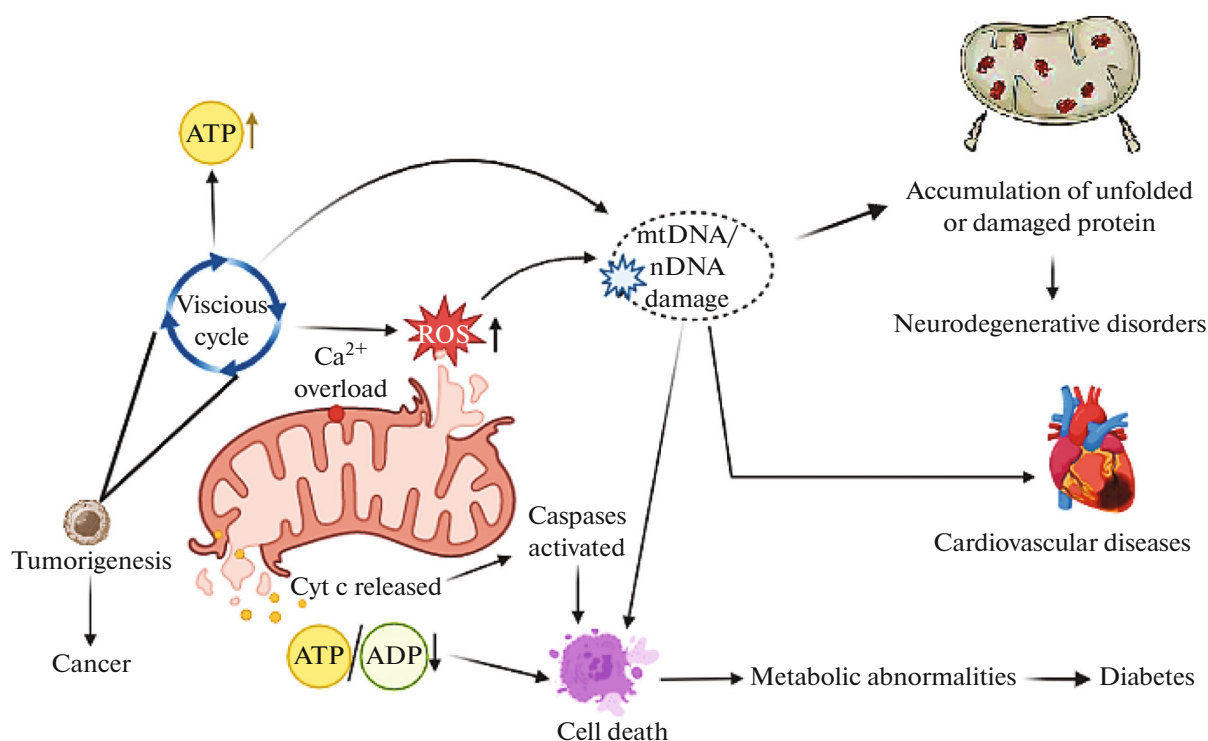 ATP
Viscious
cycle
Ca²⁺
overload
ROS
mtDNA/
nDNA
damage
Accumulation of unfolded
or damaged protein
Neurodegenerative disorders
Cardiovascular diseases
Tumorigenesis
Cancer
Caspases
activated
Cyt c released
ATP/ADP
Cell death
Metabolic abnormalities
Diabetes